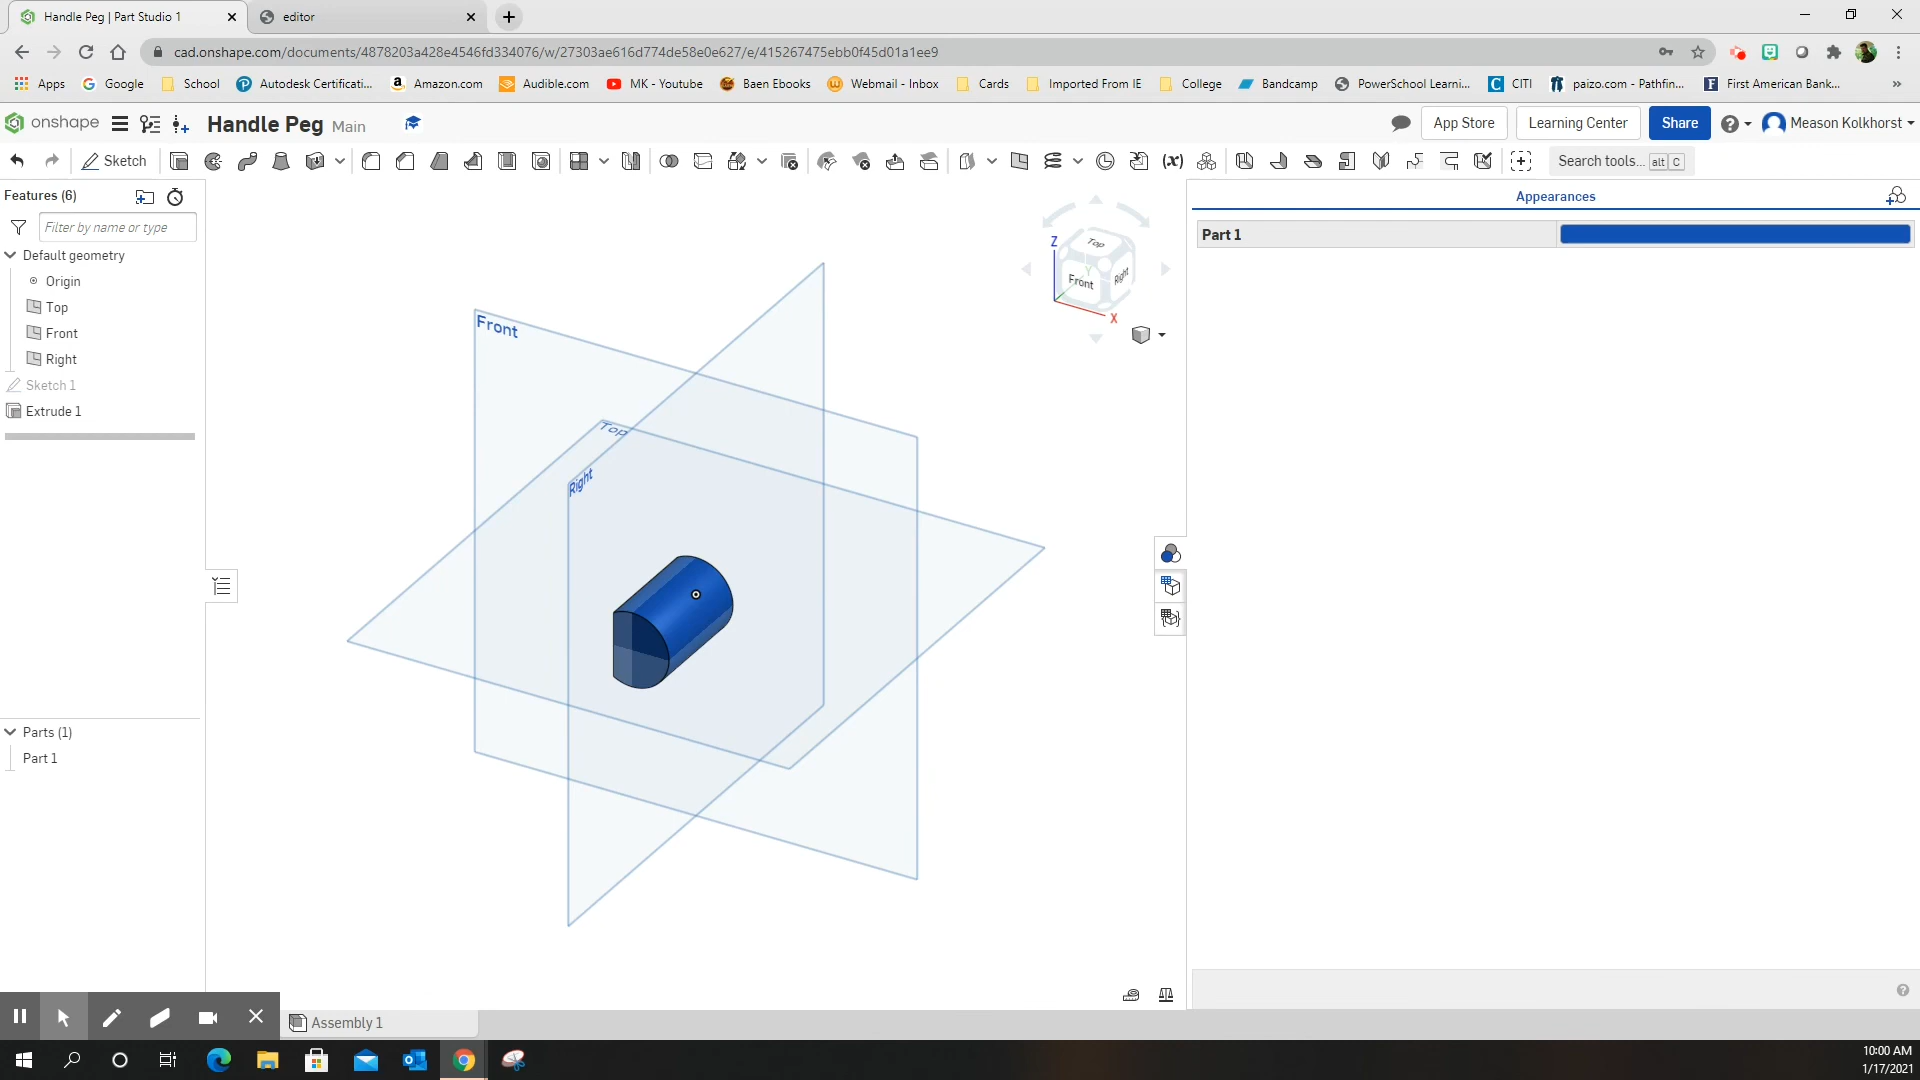 Handle Peg | Part Studio 1
editor
cad.onshape.com/documents/4878203a428e4546fd334076/w/27303ae616d774de58e0e627/e/415267475ebb0f45d01a1ee9
Apps
Google
School
Autodesk Certificati...
Amazon.com
Audible.com
MK - Youtube
Baen Ebooks
Webmail - Inbox
Cards
Imported From IE
College
Bandcamp
PowerSchool Learni...
CITI
paizo.com - Pathfin...
First American Bank...
»
onshape
Handle Peg Main
App Store
Learning Center
Share
Meason Kolkhorst
Sketch
Search tools... alt C
Features (6)
Filter by name or type
Default geometry
Origin
Top
Front
Right
Sketch 1
Extrude 1
Parts (1)
Part 1
Front
Top
Right
Z
Top
Y
Front
Right
X
Appearances
Part 1
Assembly 1
10:00 AM
1/17/2021